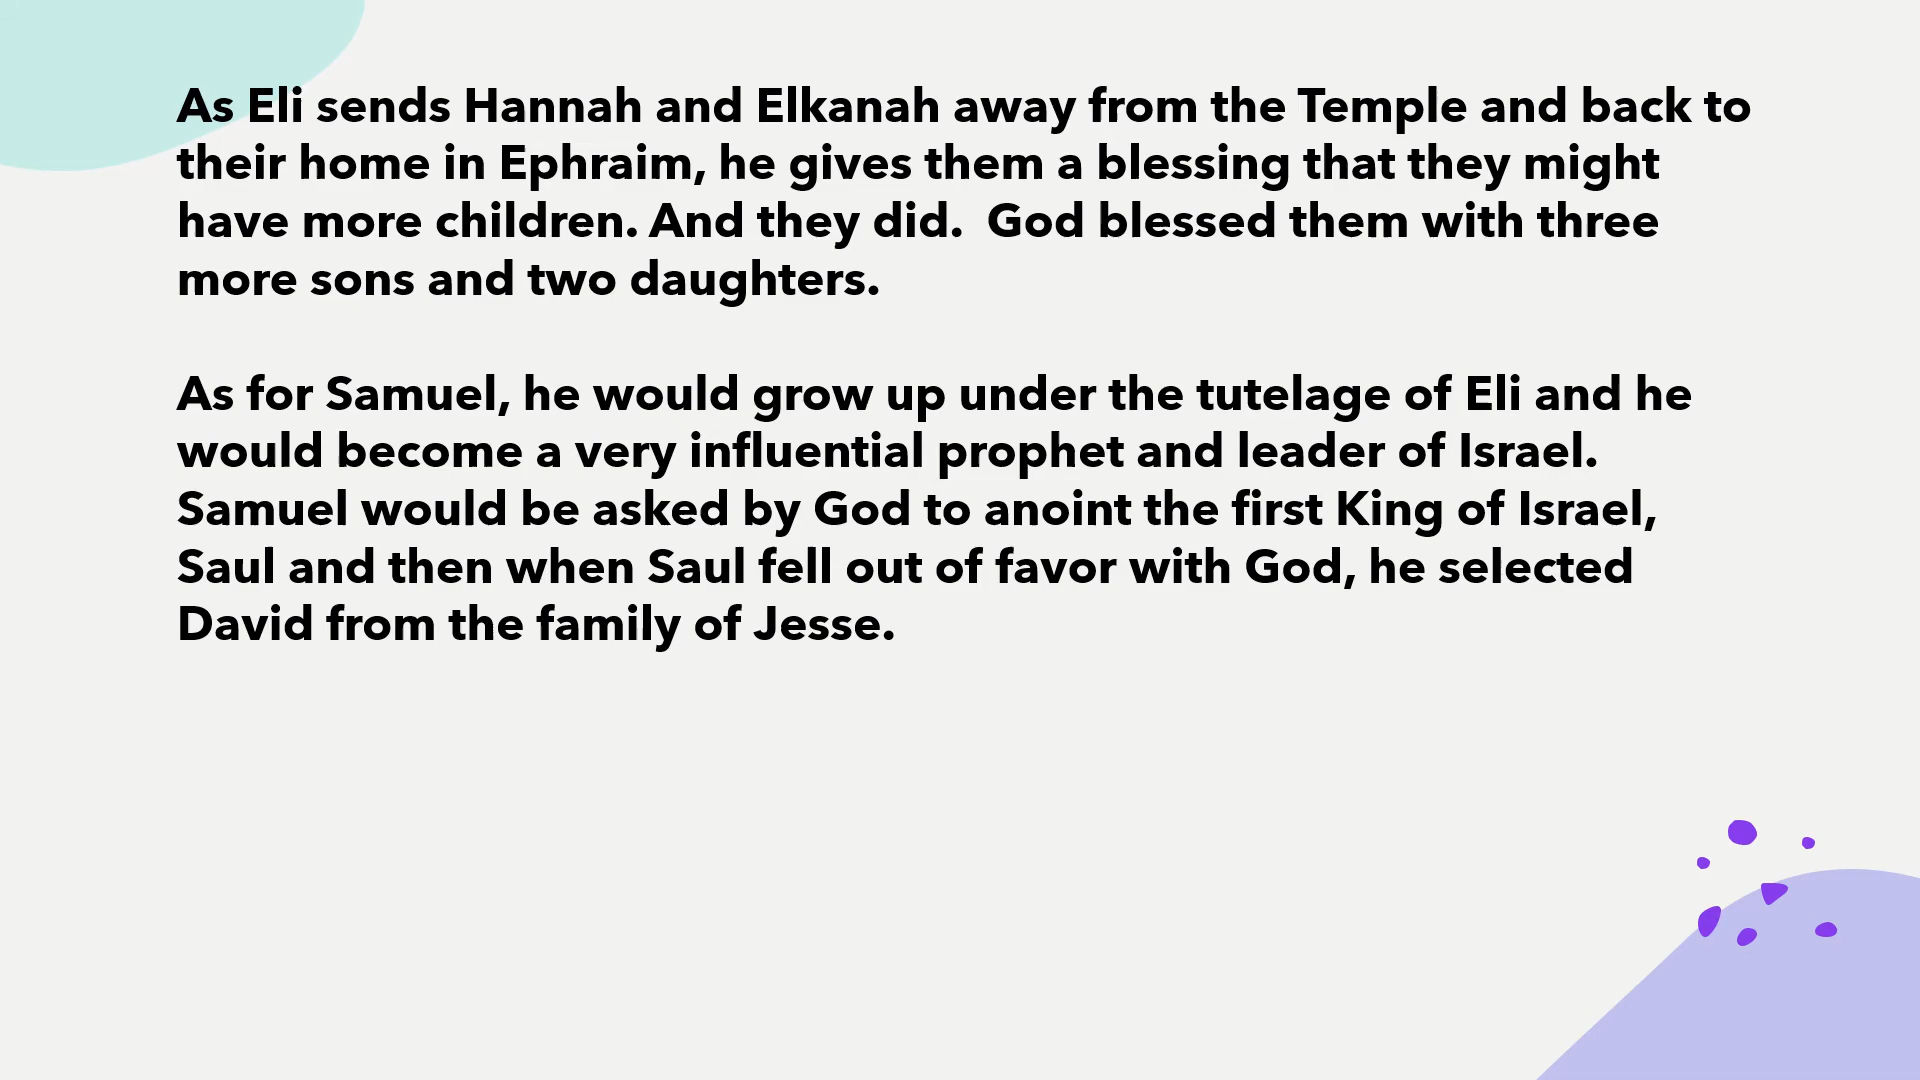 As Eli sends Hannah and Elkanah away from the Temple and back to
their home in Ephraim, he gives them a blessing that they might
have more children. And they did.  God blessed them with three
more sons and two daughters.
As for Samuel, he would grow up under the tutelage of Eli and he
would become a very influential prophet and leader of Israel.
Samuel would be asked by God to anoint the first King of Israel,
Saul and then when Saul fell out of favor with God, he selected
David from the family of Jesse.